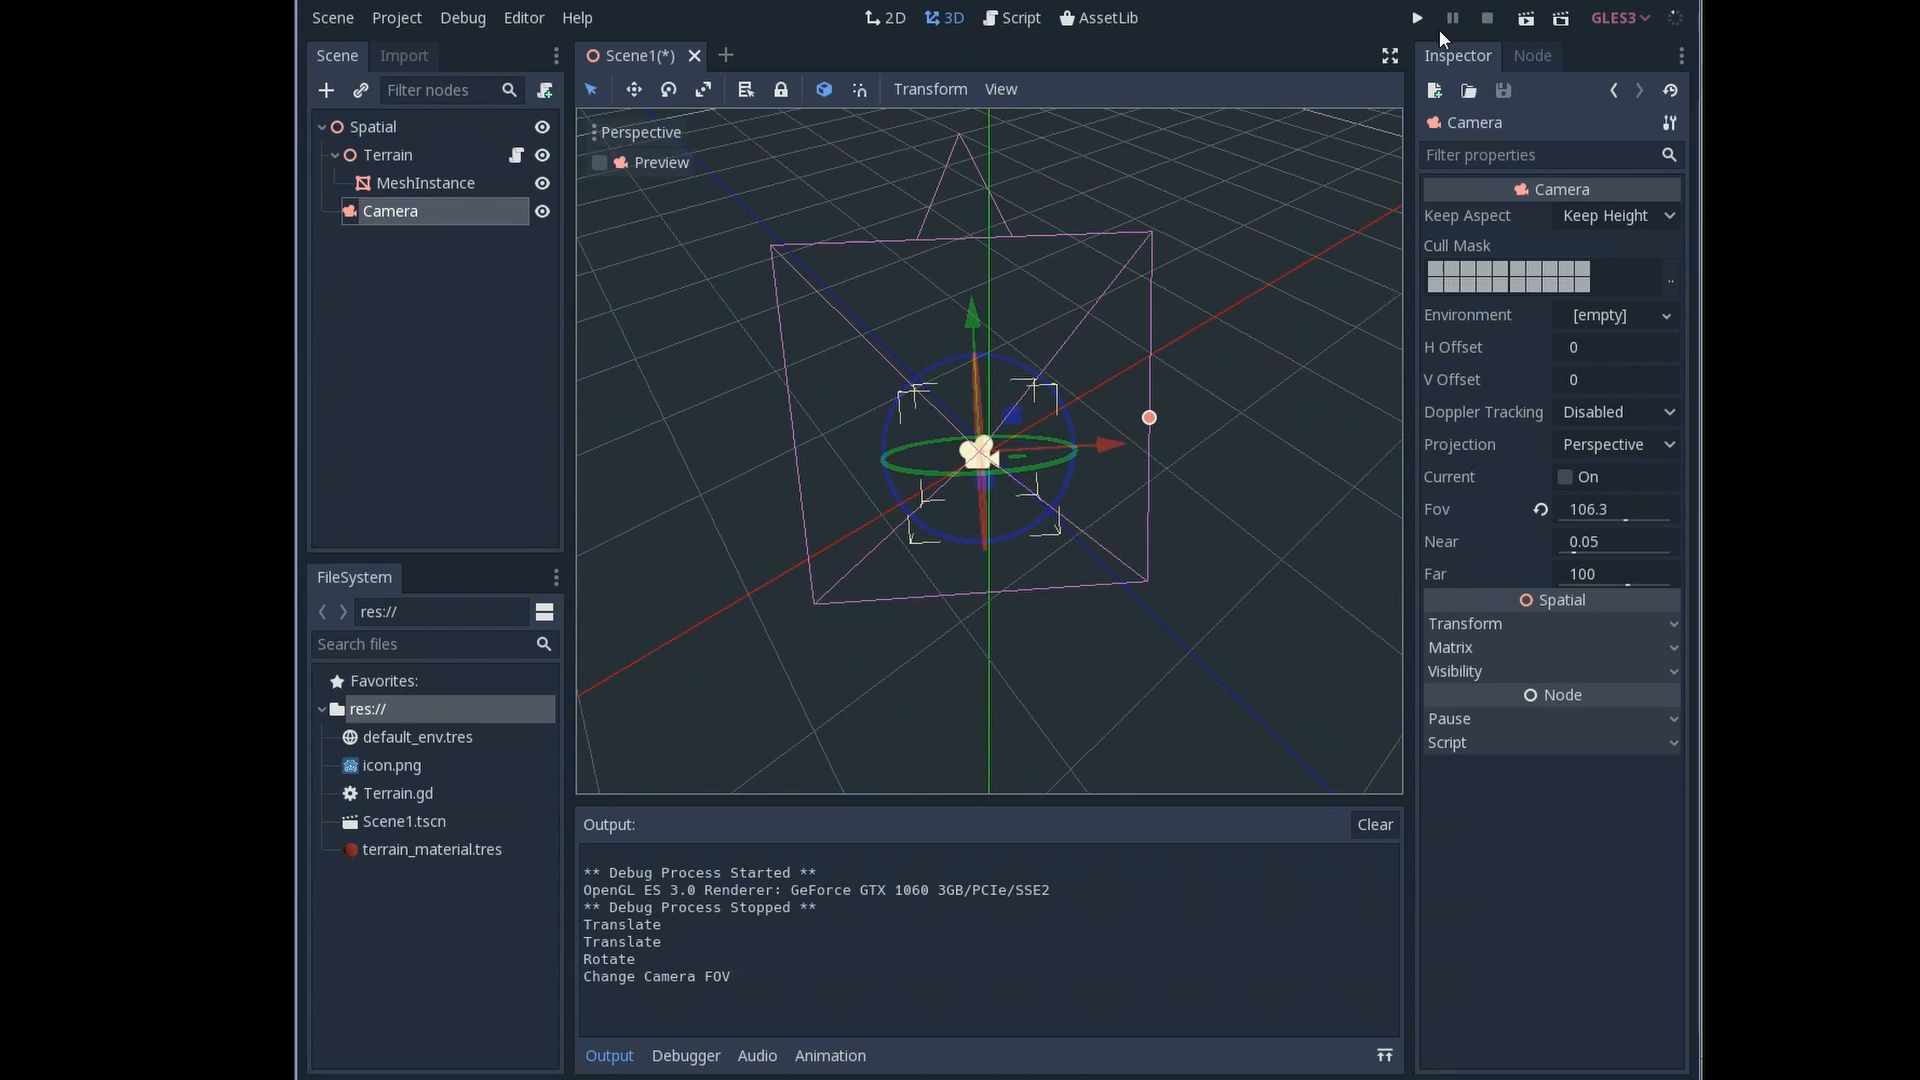 Scene Project Debug Editor Help 2D 3D Script AssetLib GLES3
Scene Import
Filter nodes
Spatial
Terrain
MeshInstance
Camera
FileSystem
res://
Search files
Favorites:
res://
default_env.tres
icon.png
Terrain.gd
Scene1.tscn
terrain_material.tres
Scene1(*)
Transform View
Perspective
Preview
Output: Clear
** Debug Process Started **
OpenGL ES 3.0 Renderer: GeForce GTX 1060 3GB/PCIe/SSE2
** Debug Process Stopped **
Translate
Translate
Rotate
Change Camera FOV
Output Debugger Audio Animation
Inspector Node
Camera
Filter properties
Camera
Keep Aspect Keep Height
Cull Mask
..
Environment [empty]
H Offset 0
V Offset 0
Doppler Tracking Disabled
Projection Perspective
Current On
Fov 106.3
Near 0.05
Far 100
Spatial
Transform
Matrix
Visibility
Node
Pause
Script